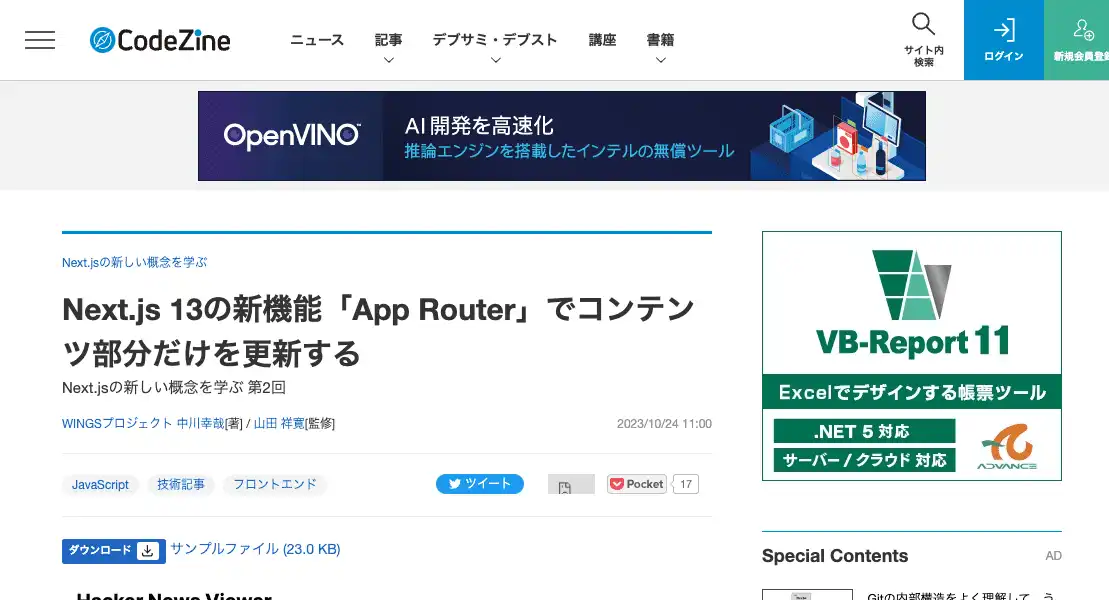 CodeZine
ニュース
記事
デブサミ・デブスト
講座
書籍
サイト内
検索
ログイン
新規会員登録
OpenVINO™
AI開発を高速化
推論エンジンを搭載したインテルの無償ツール
Next.jsの新しい概念を学ぶ
Next.js 13の新機能「App Router」でコンテン
ツ部分だけを更新する
Next.jsの新しい概念を学ぶ 第2回
WINGSプロジェクト 中川幸哉[著] / 山田 祥寛[監修]
2023/10/24 11:00
JavaScript
技術記事
フロントエンド
ツイート
Pocket
17
ダウンロード
サンプルファイル (23.0 KB)
Hacker News Viewer
VB-Report 11
Excelでデザインする帳票ツール
.NET 5 対応
サーバー / クラウド 対応
ADVANCE
Special Contents
AD
Gitの内部構造をよく理解して、う